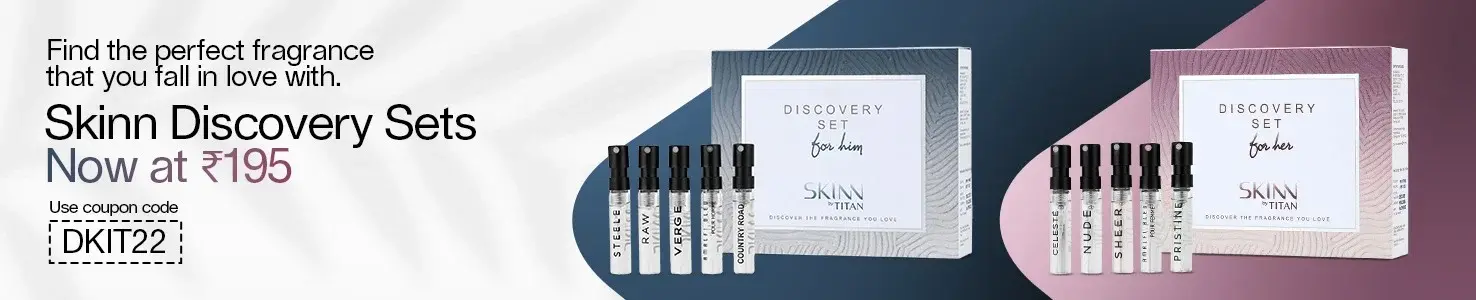 Find the perfect fragrance
that you fall in love with.
Skinn Discovery Sets
Now at ₹195
Use coupon code
DKIT22
STEELE
RAW
VERGE
COUNTRY ROAD
DISCOVERY
SET
for him
SKINN
BY TITAN
DISCOVER THE FRAGRANCE YOU LOVE
CELESTE
NUDE
SHEER
POUR FEMME
PRISTINE
DISCOVERY
SET
for her
SKINN
BY TITAN
DISCOVER THE FRAGRANCE YOU LOVE